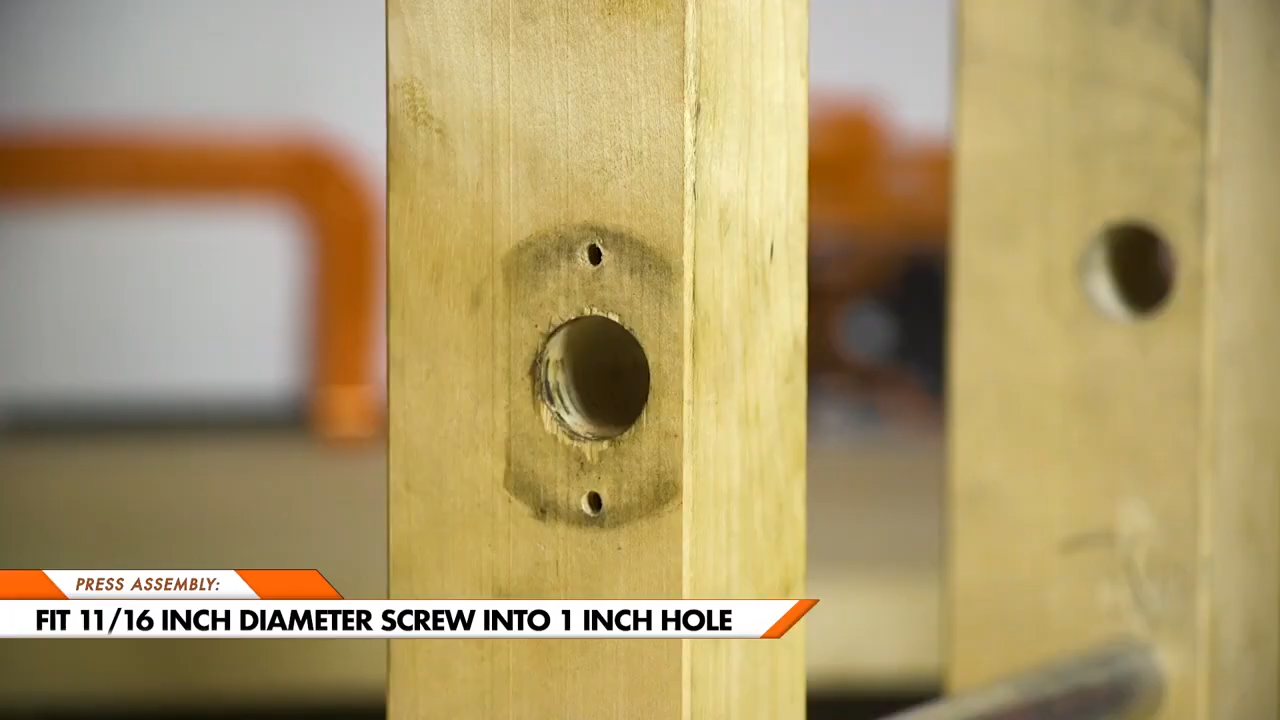 PRESS ASSEMBLY:
FIT 11/16 INCH DIAMETER SCREW INTO 1 INCH HOLE